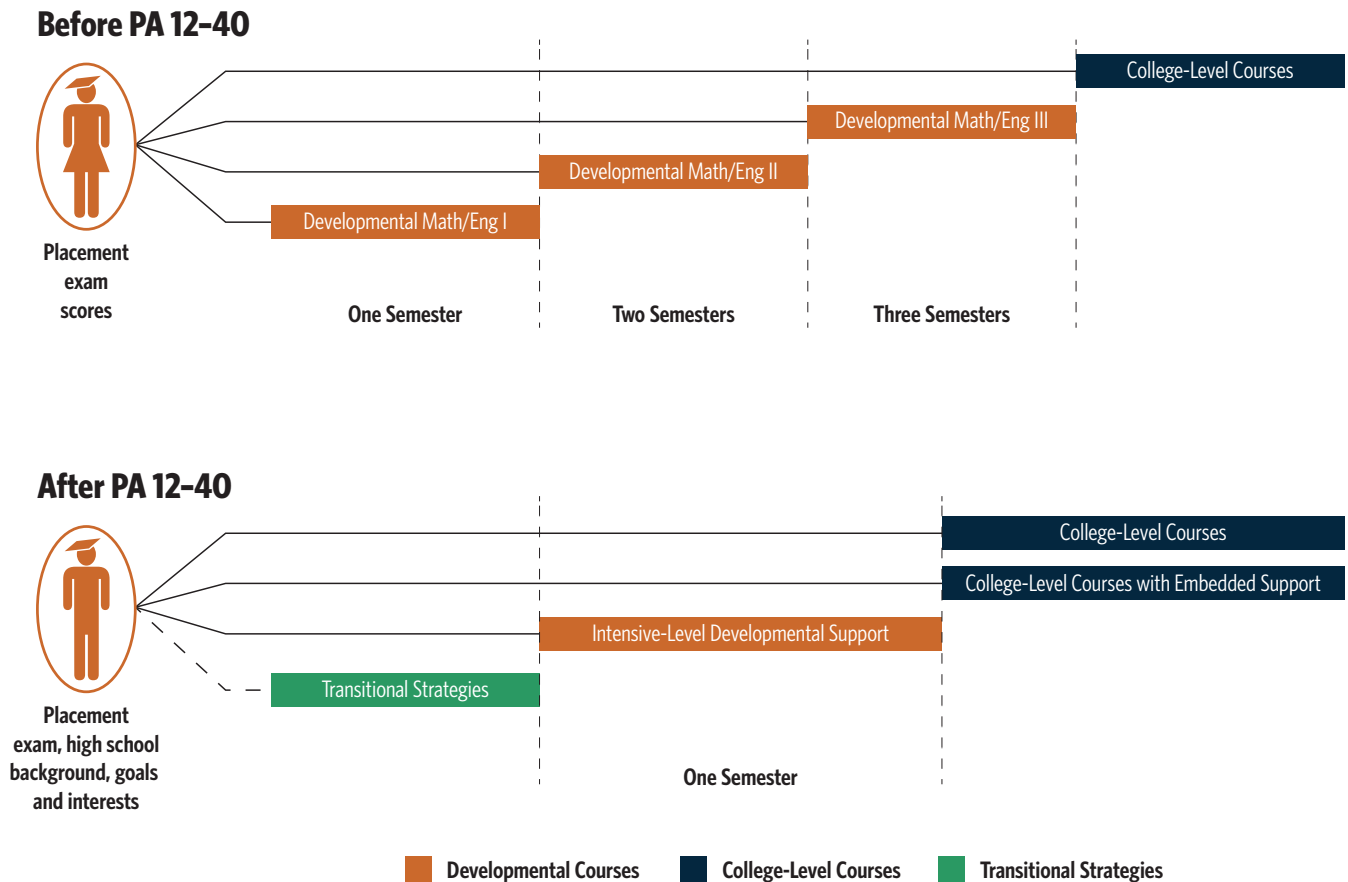 Before PA 12–40
College-Level Courses
Developmental Math/Eng III
Developmental Math/Eng II
Developmental Math/Eng I
Placement
exam
scores
One Semester
Two Semesters
Three Semesters
After PA 12–40
College-Level Courses
College-Level Courses with Embedded Support
Intensive-Level Developmental Support
Transitional Strategies
Placement
exam, high school
background, goals
and interests
One Semester
Developmental Courses
College-Level Courses
Transitional Strategies